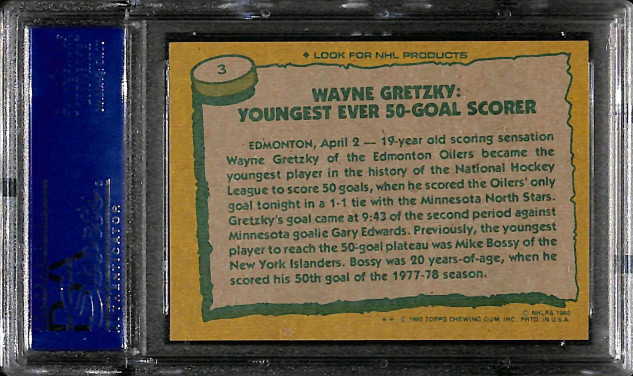 3
LOOK FOR NHL PRODUCTS
WAYNE GRETZKY:
YOUNGEST EVER 50-GOAL SCORER
EDMONTON, April 2 — 19-year old scoring sensation
Wayne Gretzky of the Edmonton Oilers became the
youngest player in the history of the National Hockey
League to score 50 goals, when he scored the Oilers' only
goal tonight in a 1-1 tie with the Minnesota North Stars.
Gretzky's goal came at 9:43 of the second period against
Minnesota goalie Gary Edwards. Previously, the youngest
player to reach the 50-goal plateau was Mike Bossy of the
New York Islanders. Bossy was 20 years-of-age, when he
scored his 50th goal of the 1977-78 season.
© NHLPA 1980
** © 1980 TOPPS CHEWING GUM, INC. PRTD. IN U.S.A.
PSA
AUTHENTICATOR